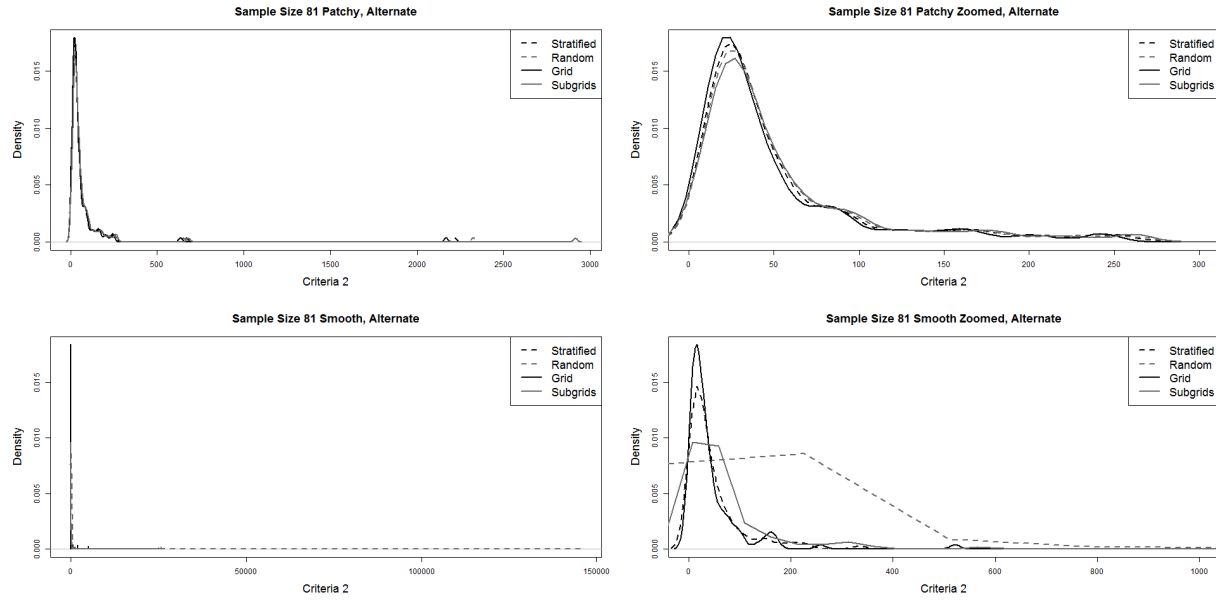 Sample Size 81 Patchy, Alternate
Density
0.000
0.005
0.010
0.015
Stratified
Random
Grid
Subgrids
0
500
1000
1500
2000
2500
3000
Criteria 2
Sample Size 81 Patchy Zoomed, Alternate
Density
0.000
0.005
0.010
0.015
Stratified
Random
Grid
Subgrids
0
50
100
150
200
250
300
Criteria 2
Sample Size 81 Smooth, Alternate
Density
0.000
0.005
0.010
0.015
Stratified
Random
Grid
Subgrids
0
50000
100000
150000
Criteria 2
Sample Size 81 Smooth Zoomed, Alternate
Density
0.000
0.005
0.010
0.015
Stratified
Random
Grid
Subgrids
0
200
400
600
800
1000
Criteria 2